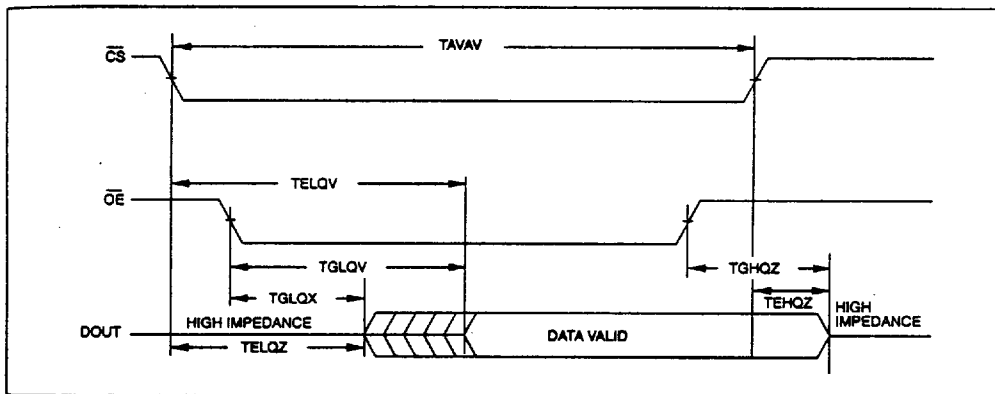 TAVAV
CS
TELQV
OE
TGLQV
TGHQZ
TGLQX
TEHQZ
HIGH IMPEDANCE
HIGH IMPEDANCE
DOUT
DATA VALID
TELQZ